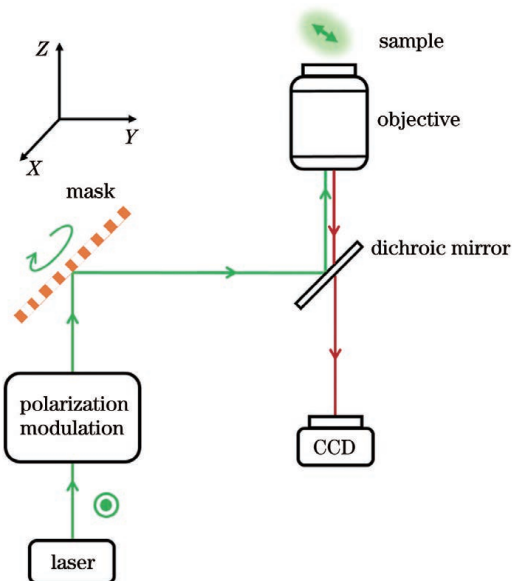 sample
Z
objective
Y
X
mask
dichroic mirror
polarization
modulation
CCD
laser